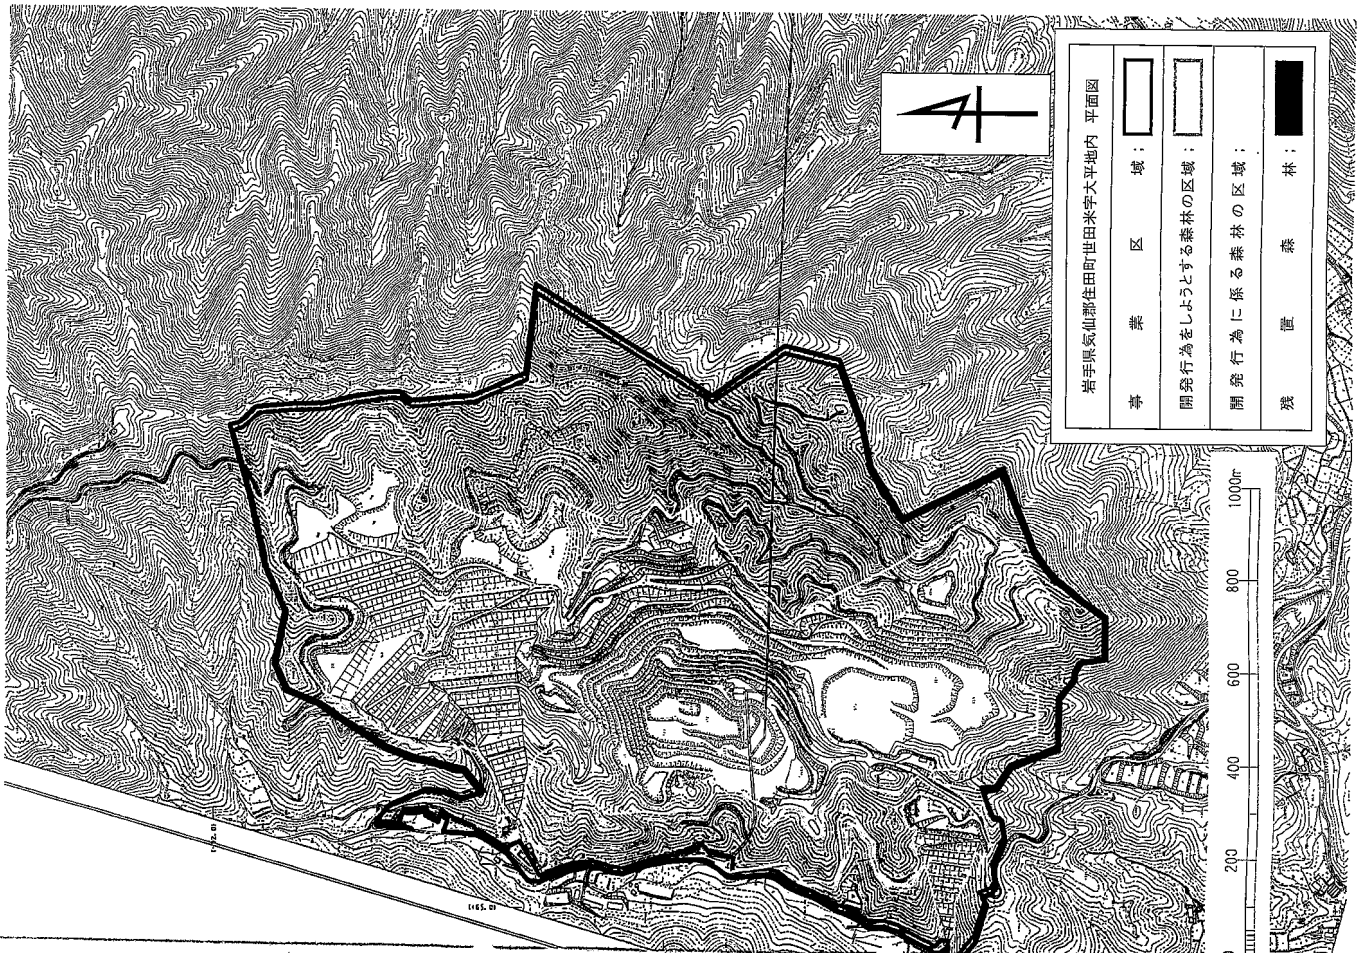 岩手県気仙郡住田町世田米字大平地内 平面図
事業区域；
開発行為をしようとする森林の区域；
開発行為に係る森林の区域；
残置森林；
200
400
600
800
1000m